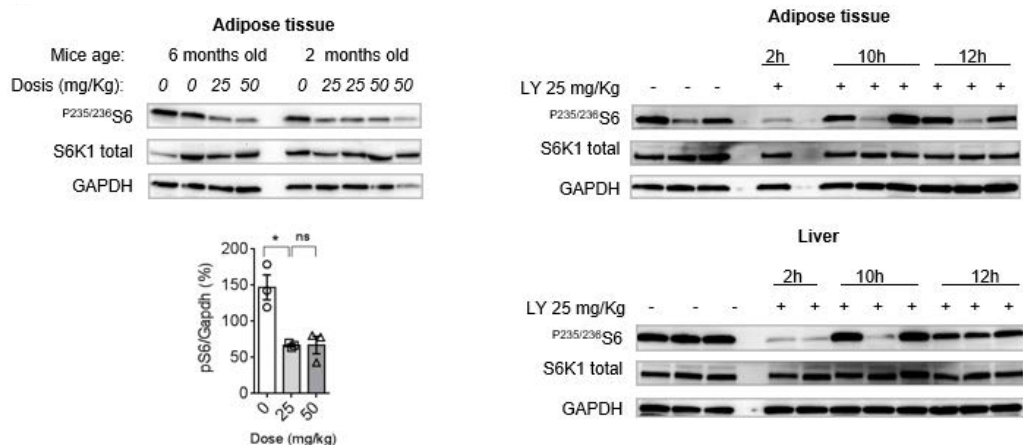 Adipose tissue
Mice age: 6 months old 2 months old
Dosis (mg/Kg): 0 0 25 50 0 25 25 50 50
P235/236S6
S6K1 total
GAPDH
pS6/Gapdh (%)
200
150
100
50
0
* ns
0 25 50
Dose (mg/kg)
Adipose tissue
2h 10h 12h
LY 25 mg/Kg - - - + + + + + + +
P235/236S6
S6K1 total
GAPDH
Liver
2h 10h 12h
LY 25 mg/Kg - - - + + + + + + + +
P235/236S6
S6K1 total
GAPDH